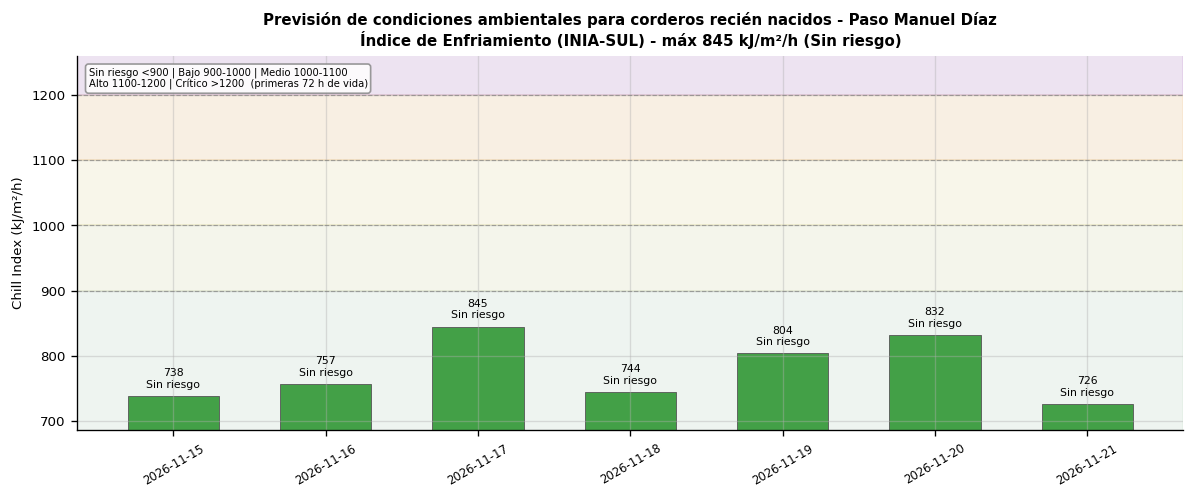 Previsión de condiciones ambientales para corderos recién nacidos - Paso Manuel Díaz
Índice de Enfriamiento (INIA-SUL) - máx 845 kJ/m²/h (Sin riesgo)
Sin riesgo <900 | Bajo 900-1000 | Medio 1000-1100
Alto 1100-1200 | Crítico >1200  (primeras 72 h de vida)
Chill Index (kJ/m²/h)
1200
1100
1000
900
800
700
738
Sin riesgo
757
Sin riesgo
845
Sin riesgo
744
Sin riesgo
804
Sin riesgo
832
Sin riesgo
726
Sin riesgo
2026-11-15
2026-11-16
2026-11-17
2026-11-18
2026-11-19
2026-11-20
2026-11-21